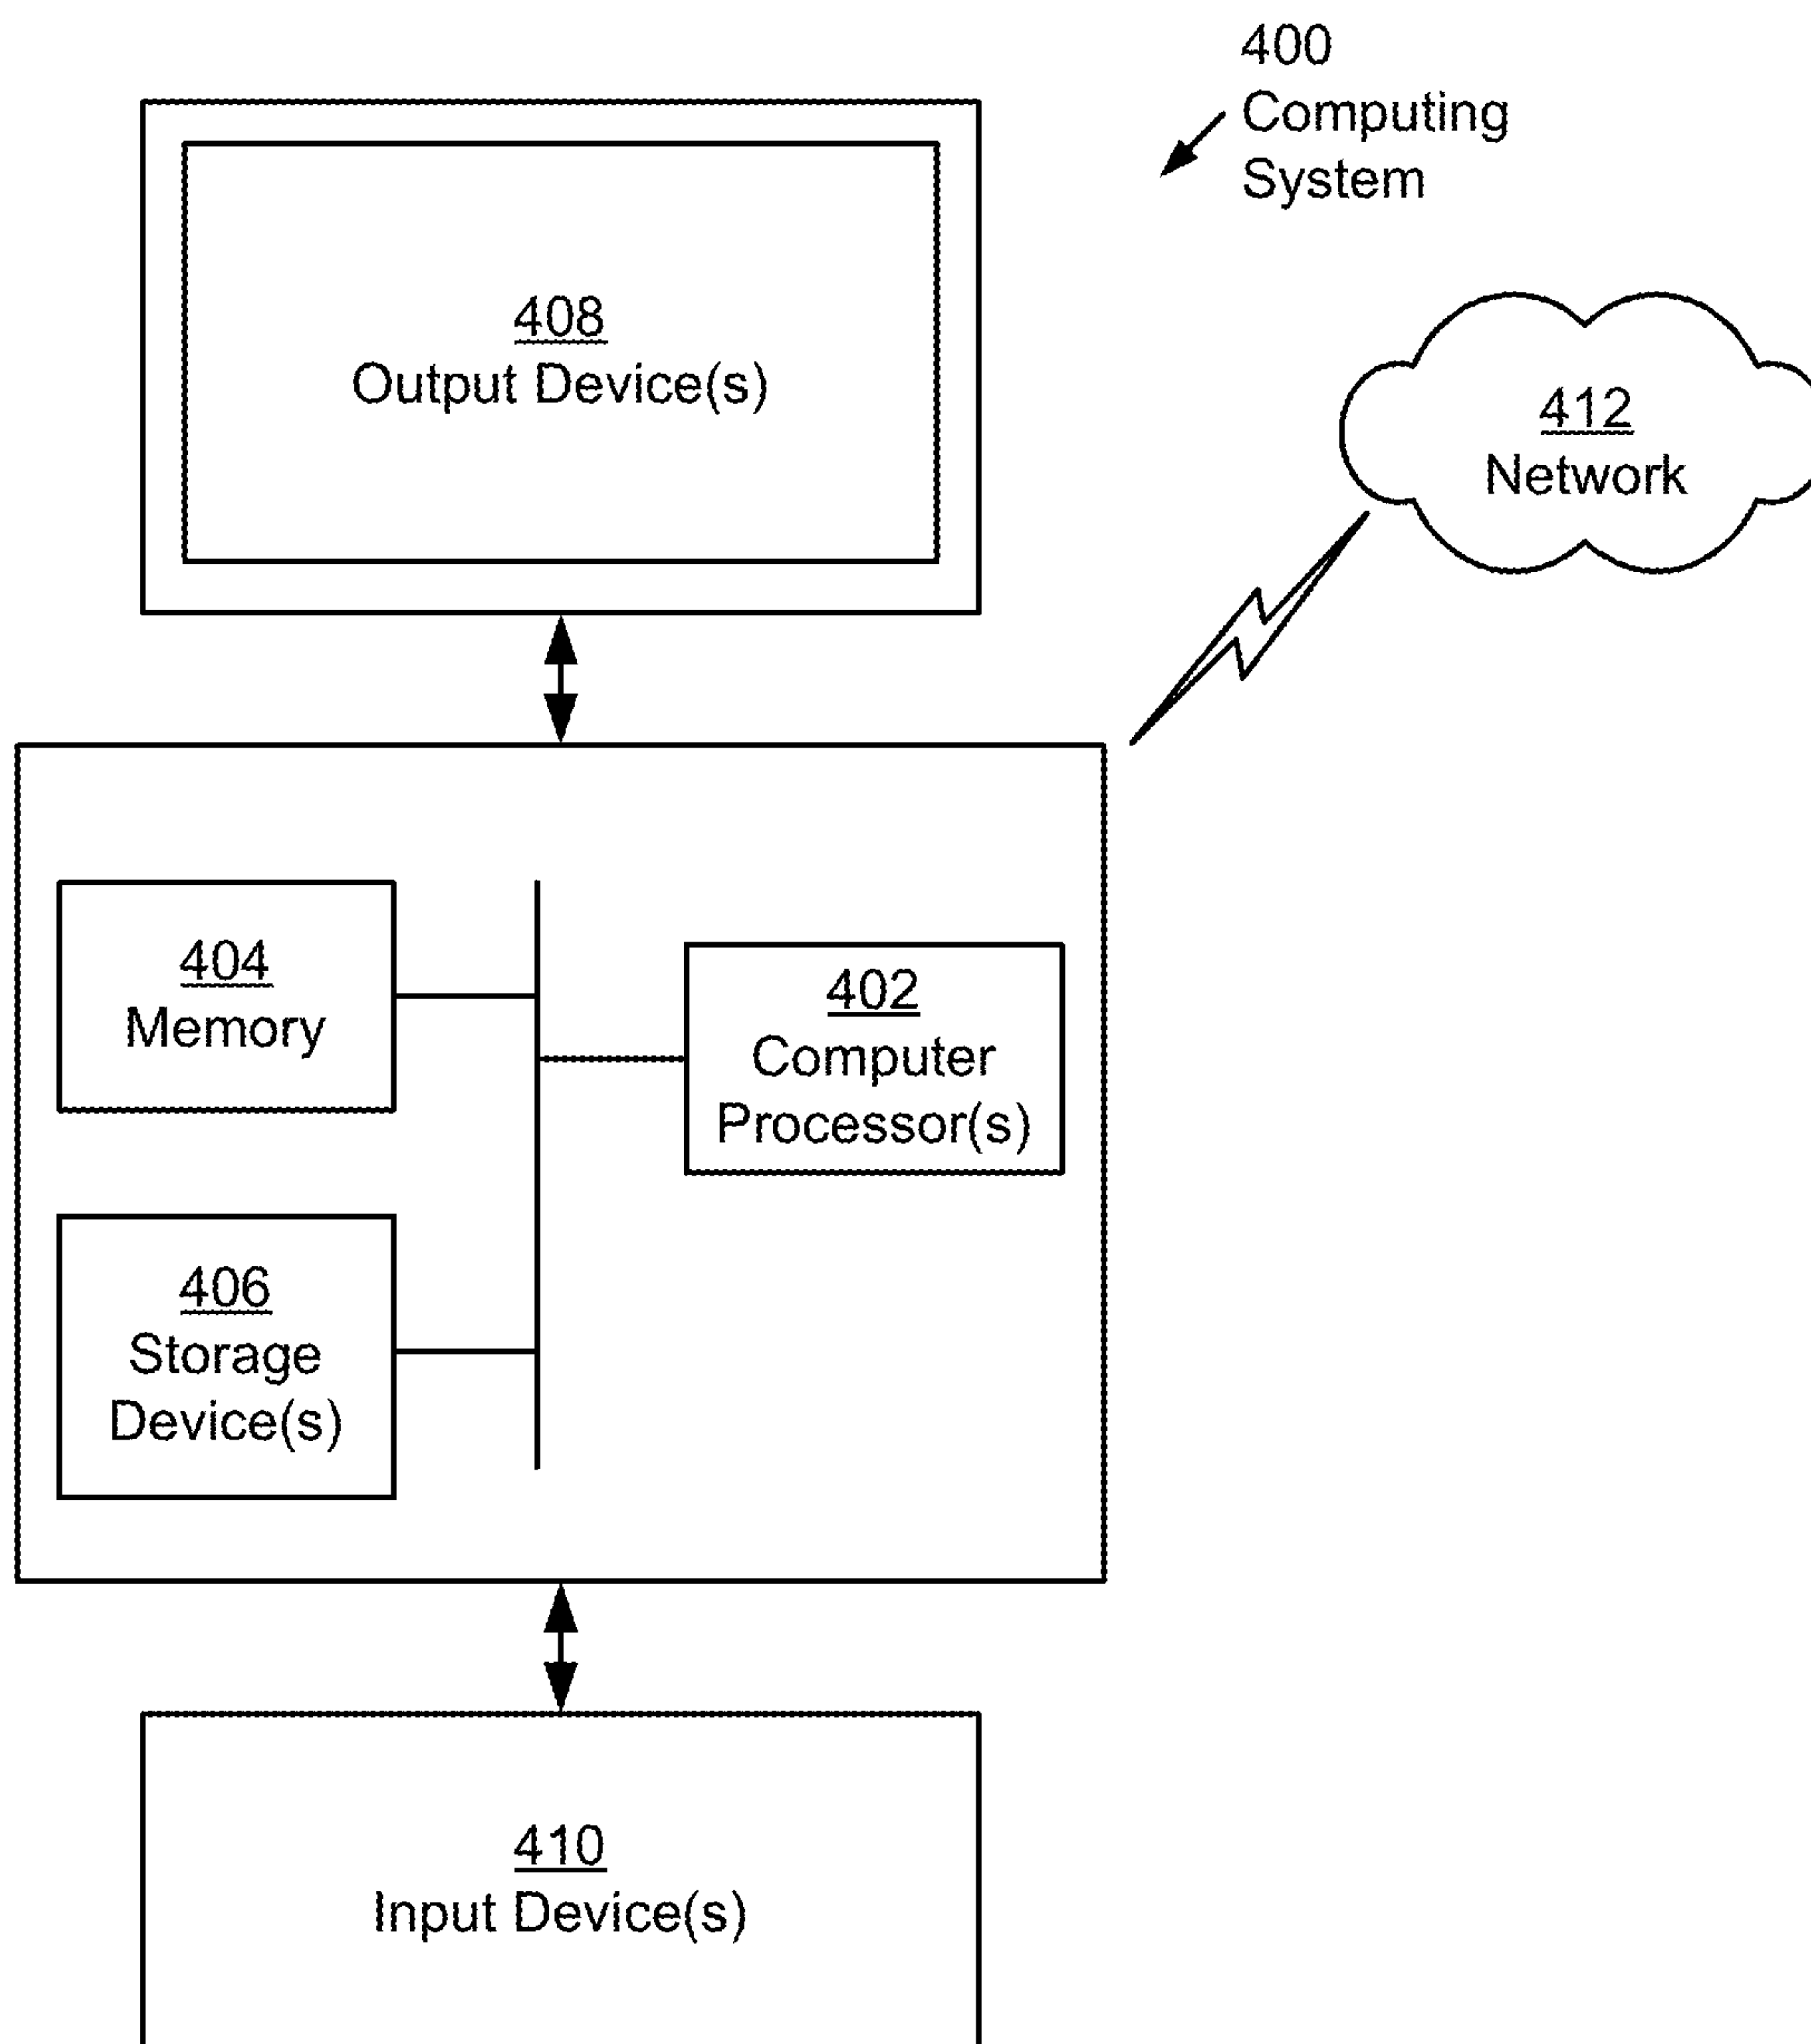 400
Computing
System
408
Output Device(s)
412
Network
404
Memory
402
Computer
Processor(s)
406
Storage
Device(s)
410
Input Device(s)